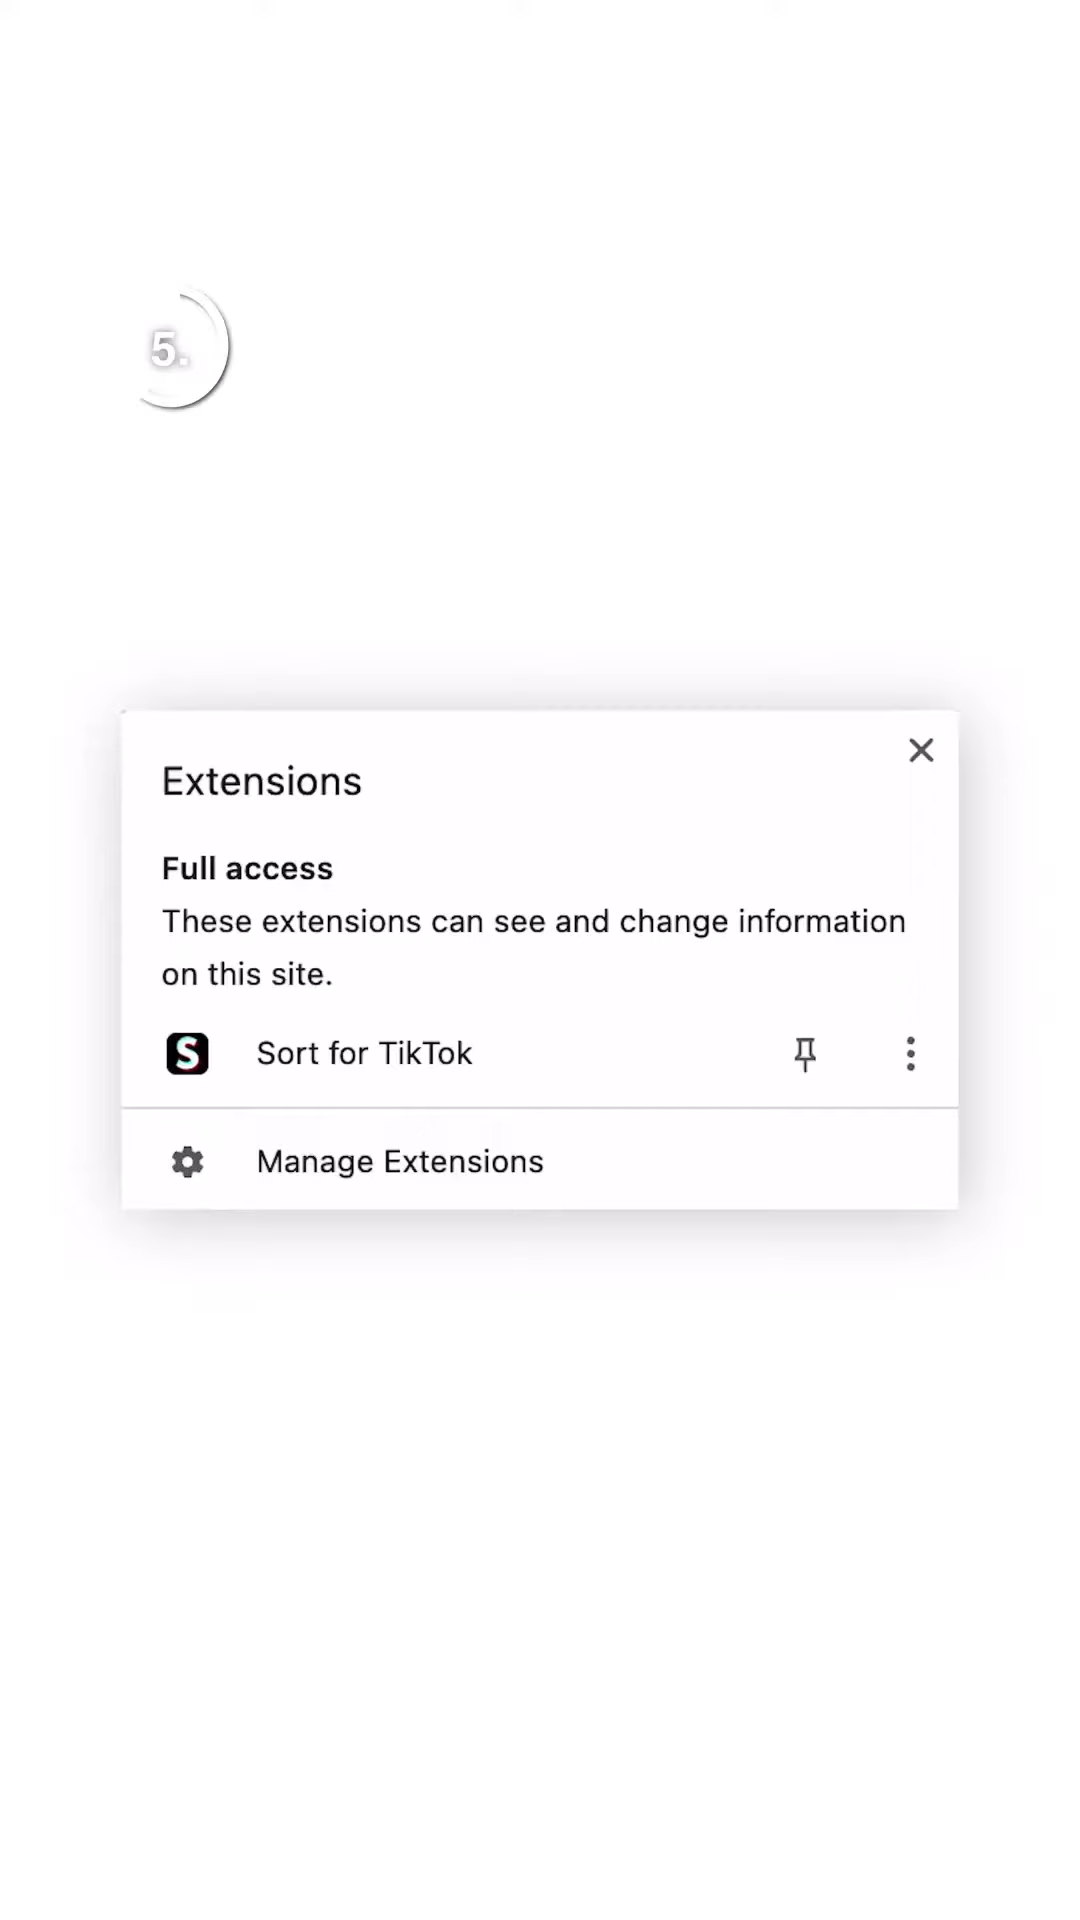 5.
Extensions
Full access
These extensions can see and change information
on this site.
S
Sort for TikTok
Manage Extensions